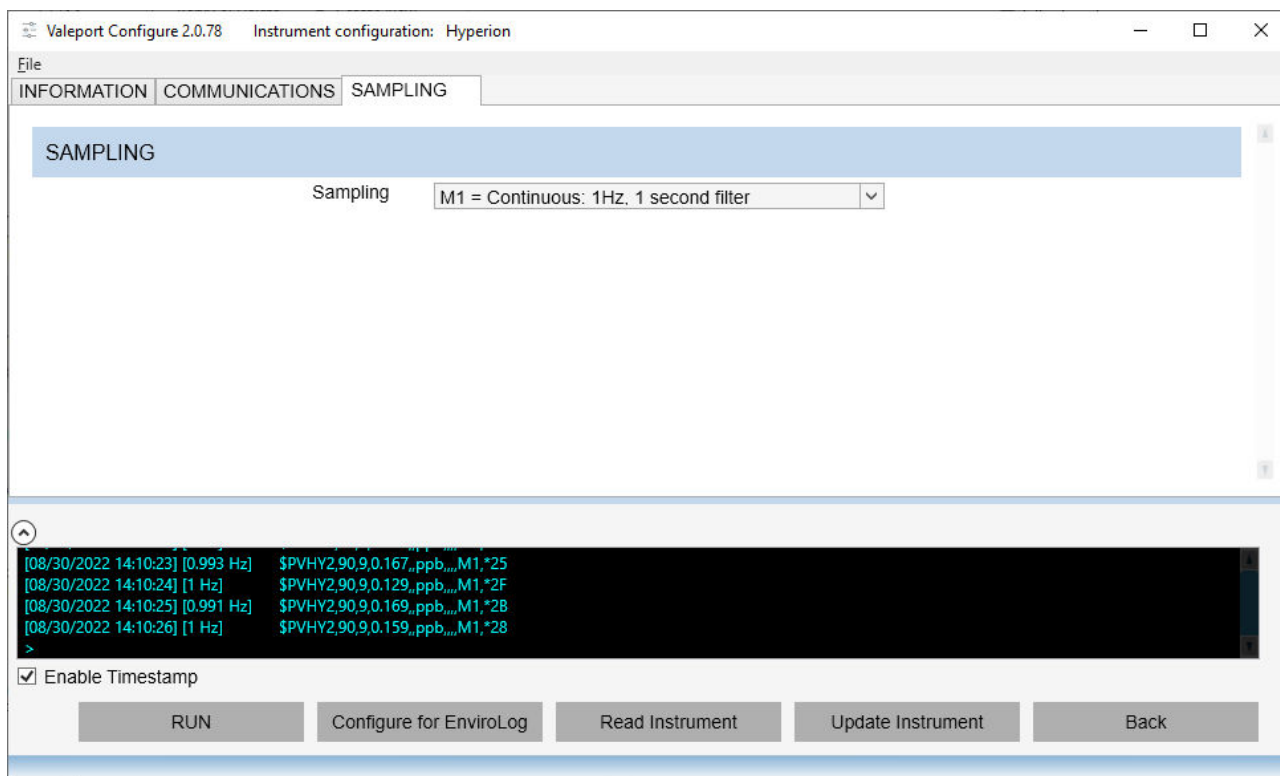 Valeport Configure 2.0.78 Instrument configuration: Hyperion
File
INFORMATION COMMUNICATIONS SAMPLING
SAMPLING
Sampling M1 = Continuous: 1Hz, 1 second filter
[08/30/2022 14:10:23] [0.993 Hz] $PVHY2,90,9,0.167,,ppb,,,,M1,*25
[08/30/2022 14:10:24] [1 Hz] $PVHY2,90,9,0.129,,ppb,,,,M1,*2F
[08/30/2022 14:10:25] [0.991 Hz] $PVHY2,90,9,0.169,,ppb,,,,M1,*2B
[08/30/2022 14:10:26] [1 Hz] $PVHY2,90,9,0.159,,ppb,,,,M1,*28
>
Enable Timestamp
RUN Configure for EnviroLog Read Instrument Update Instrument Back